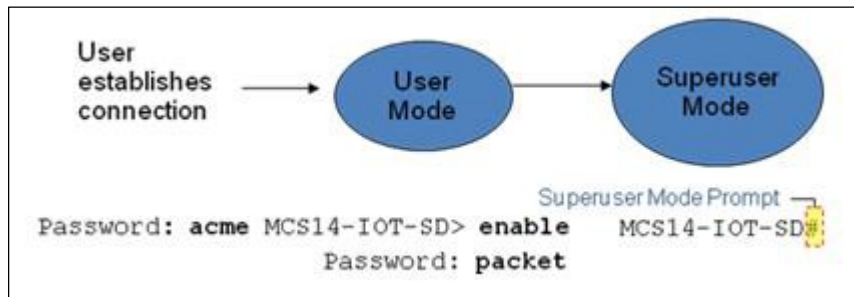 User
establishes
connection
User
Mode
Superuser
Mode
Superuser Mode Prompt
Password: acme MCS14-IOT-SD> enable MCS14-IOT-SD#
Password: packet